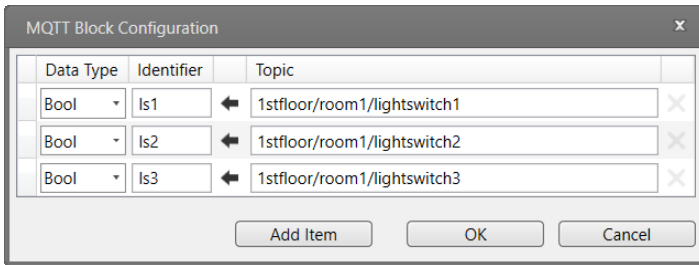 MQTT Block Configuration x
Data Type Identifier Topic
Bool ls1 1stfloor/room1/lightswitch1
Bool ls2 1stfloor/room1/lightswitch2
Bool ls3 1stfloor/room1/lightswitch3
Add Item OK Cancel